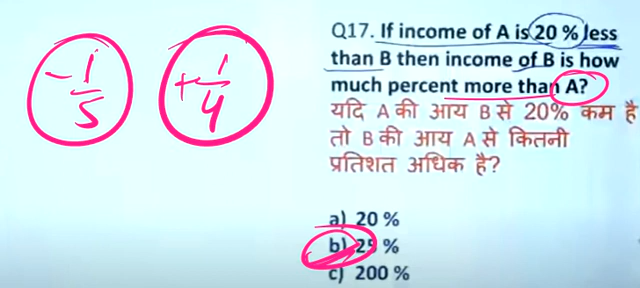 -1/5
+1/4
Q17. If income of A is 20 % less
than B then income of B is how
much percent more than A?
यदि A की आय B से 20% कम है
तो B की आय A से कितनी
प्रतिशत अधिक है?
a) 20 %
b) 25 %
c) 200 %